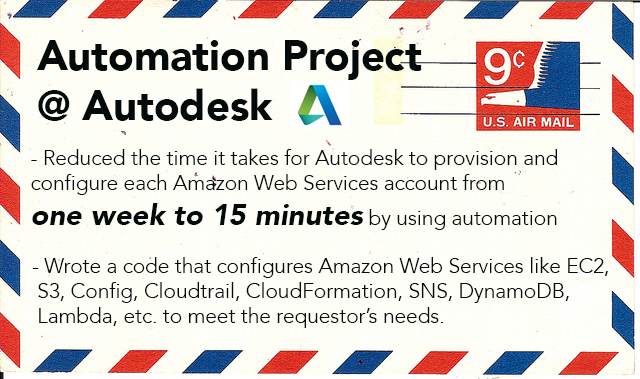 Automation Project
@ Autodesk
9¢
U.S. AIR MAIL
- Reduced the time it takes for Autodesk to provision and
configure each Amazon Web Services account from
one week to 15 minutes by using automation
- Wrote a code that configures Amazon Web Services like EC2,
S3, Config, Cloudtrail, CloudFormation, SNS, DynamoDB,
Lambda, etc. to meet the requestor's needs.